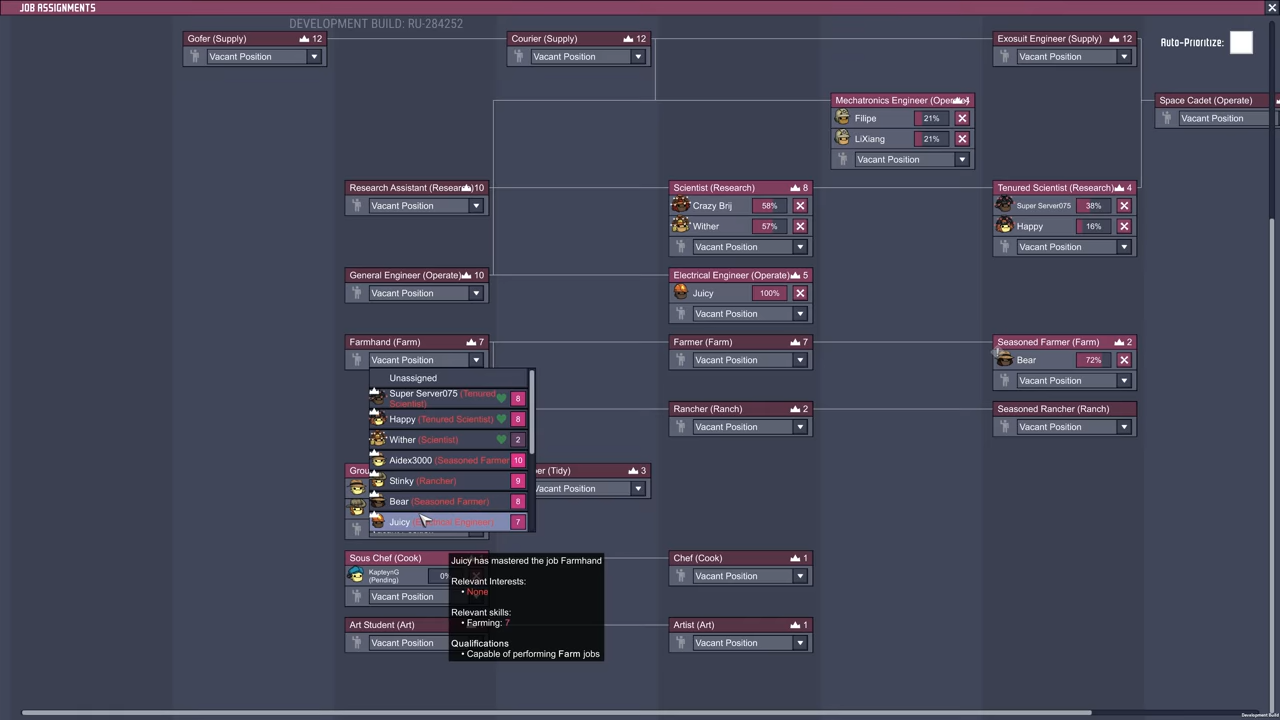 JOB ASSIGNMENTS
DEVELOPMENT BUILD: RU-284252
Auto-Prioritize:
Gofer (Supply) 12
Vacant Position
Courier (Supply) 12
Vacant Position
Exosuit Engineer (Supply) 12
Vacant Position
Mechatronics Engineer
Filipe 21%
LiXiang 21%
Vacant Position
Space Cadet (Operate)
Vacant Position
Research Assistant 10
Vacant Position
Scientist (Research) 8
Crazy Brij 58%
Wither 57%
Vacant Position
Tenured Scientist (Research) 4
Super Server075 38%
Happy 16%
Vacant Position
General Engineer (Operate) 10
Vacant Position
Electrical Engineer (Operate) 5
Juicy 100%
Vacant Position
Farmhand (Farm) 7
Vacant Position
Farmer (Farm) 7
Vacant Position
Seasoned Farmer (Farm) 2
Bear 72%
Vacant Position
Unassigned
Super Server075 (Tenured
Scientist) 8
Happy (Tenured Scientist) 8
Wither (Scientist) 2
Aidex3000 (Seasoned Farmer 10
Stinky (Rancher) 9
Bear (Seasoned Farmer) 8
Juicy 7
Rancher (Ranch) 2
Vacant Position
Seasoned Rancher (Ranch)
Vacant Position
(Tidy) 3
Vacant Position
Sous Chef (Cook)
KapteynG
(Pending)
Vacant Position
Chef (Cook) 1
Vacant Position
Art Student (Art)
Vacant Position
Artist (Art) 1
Vacant Position
Juicy has mastered the job Farmhand
Relevant Interests:
• None
Relevant skills:
• Farming: 7
Qualifications
• Capable of performing Farm jobs
Development Build